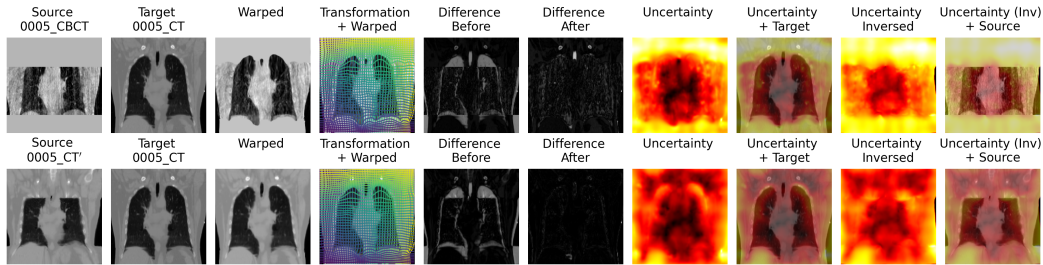 Source
0005_CBCT
Target
0005_CT
Warped
Transformation
+ Warped
Difference
Before
Difference
After
Uncertainty
Uncertainty
+ Target
Uncertainty
Inversed
Uncertainty (Inv)
+ Source
Source
0005_CT′
Target
0005_CT
Warped
Transformation
+ Warped
Difference
Before
Difference
After
Uncertainty
Uncertainty
+ Target
Uncertainty
Inversed
Uncertainty (Inv)
+ Source